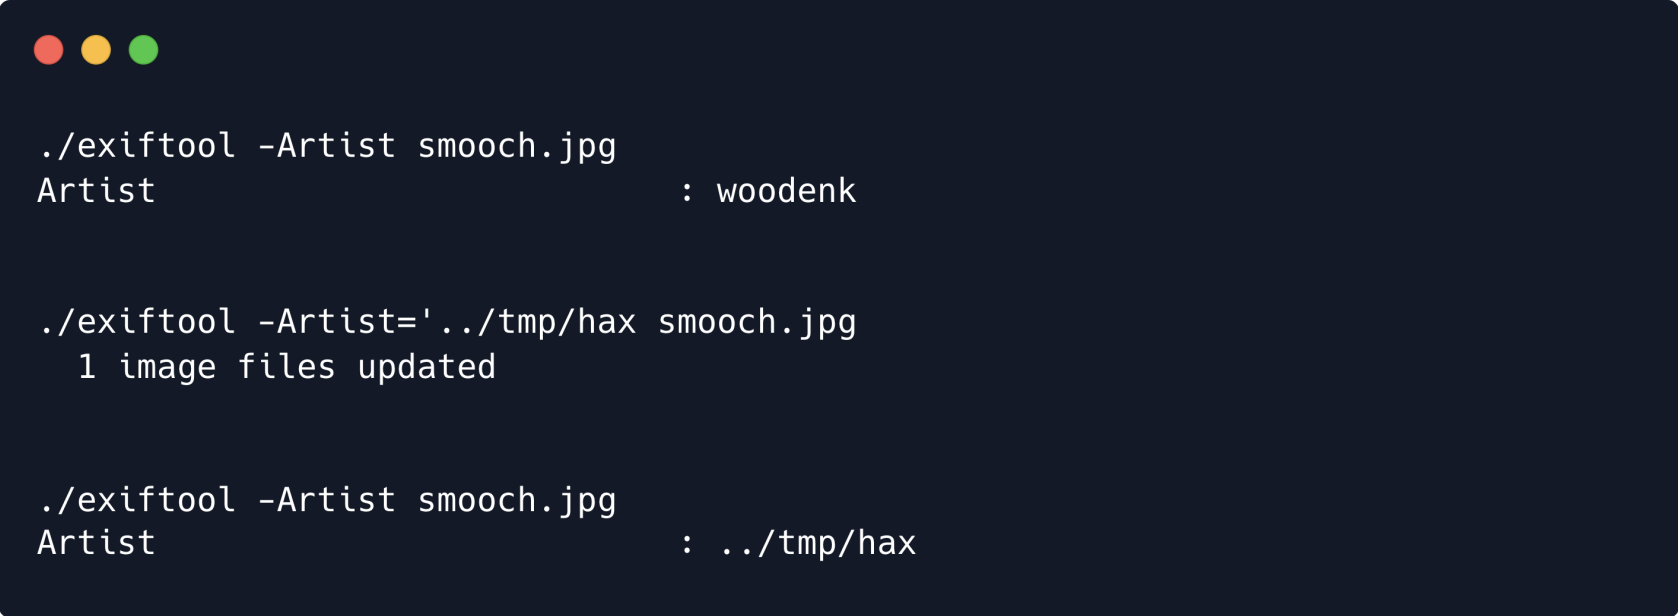 ./exiftool -Artist smooch.jpg
Artist                          : woodenk
./exiftool -Artist='../tmp/hax smooch.jpg
  1 image files updated
./exiftool -Artist smooch.jpg
Artist                          : ../tmp/hax